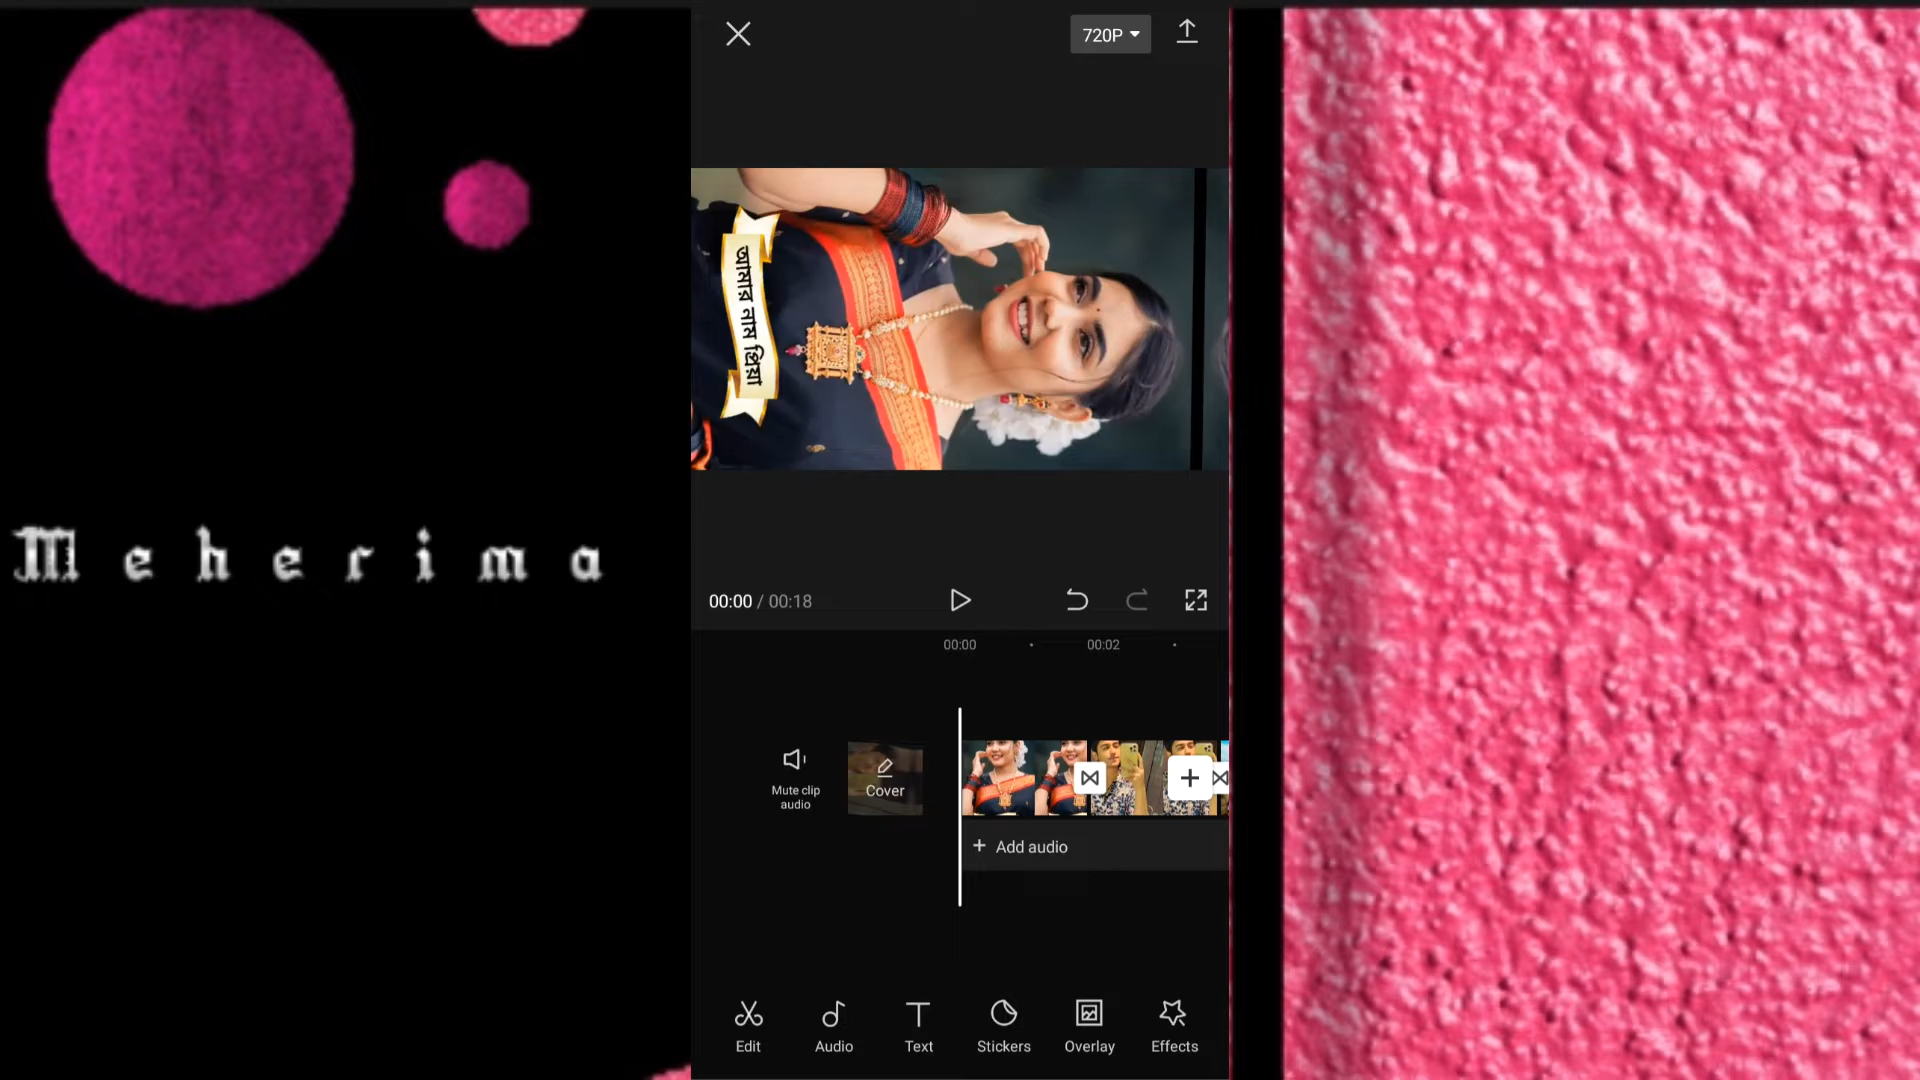 720P
আমার নাম প্রিয়া
M e h e r i m a
00:00 / 00:18
00:00
00:02
Mute clip
audio
Cover
+ Add audio
Edit
Audio
Text
Stickers
Overlay
Effects